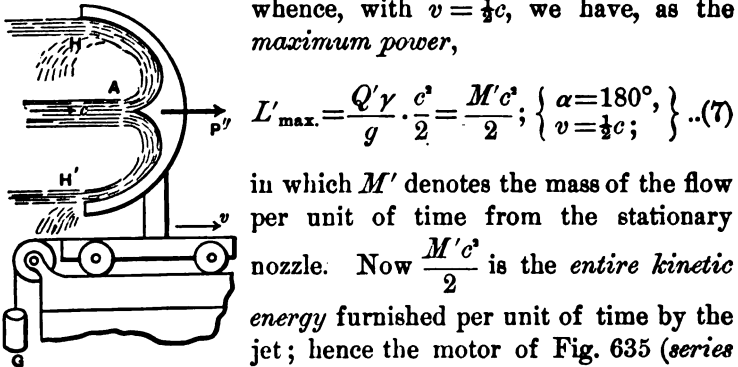 whence, with v = ½c, we have, as the
maximum power,
L′max. = Q′γ/g · c²/2 = M′c²/2; { α=180°, v=½c; } ..(7)
in which M′ denotes the mass of the flow
per unit of time from the stationary
nozzle. Now M′c²/2 is the entire kinetic
energy furnished per unit of time by the
jet; hence the motor of Fig. 635 (series
H
A
c
P″
H′
v
G